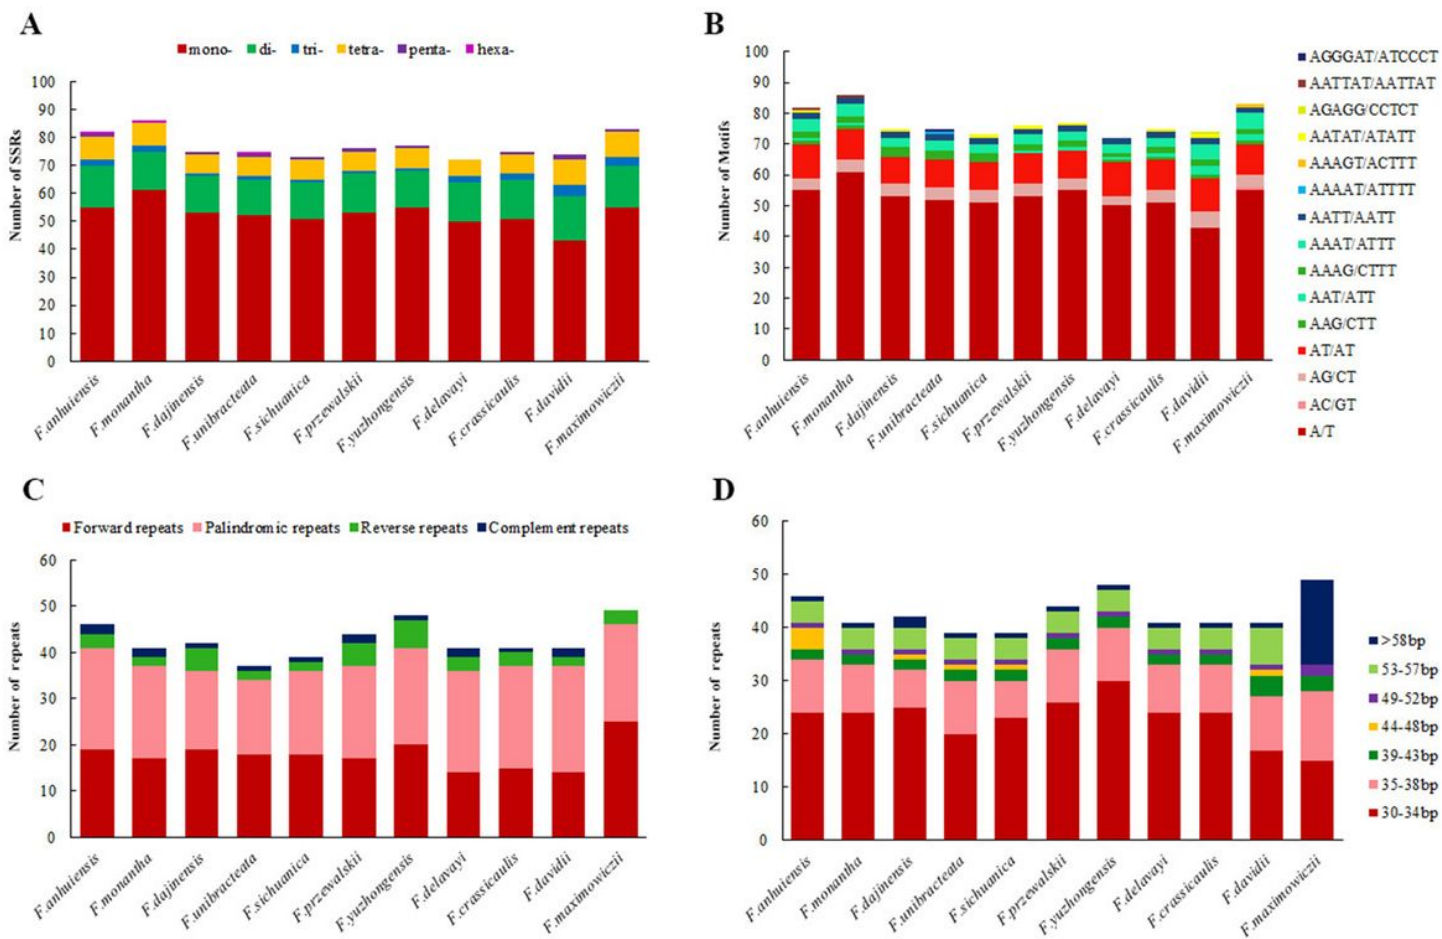 A
mono- di- tri- tetra- penta- hexa-
Number of SSRs
100
90
80
70
60
50
40
30
20
10
0
F.anhuiensis
F.monantha
F.dajinensis
F.unibracteata
F.sichuanica
F.przewalskii
F.yuzhongensis
F.delavayi
F.crassicaulis
F.davidii
F.maximowiczii
B
Number of Motifs
100
90
80
70
60
50
40
30
20
10
0
F.anhuiensis
F.monantha
F.dajinensis
F.unibracteata
F.sichuanica
F.przewalskii
F.yuzhongensis
F.delavayi
F.crassicaulis
F.davidii
F.maximowiczii
AGGGAT/ATCCCT
AATTAT/AATTAT
AGAGG/CCTCT
AATAT/ATATT
AAAGT/ACTTT
AAAAT/ATTTT
AATT/AATT
AAAT/ATTT
AAAG/CTTT
AAT/ATT
AAG/CTT
AT/AT
AG/CT
AC/GT
A/T
C
Forward repeats Palindromic repeats Reverse repeats Complement repeats
Number of repeats
60
50
40
30
20
10
0
F.anhuiensis
F.monantha
F.dajinensis
F.unibracteata
F.sichuanica
F.przewalskii
F.yuzhongensis
F.delavayi
F.crassicaulis
F.davidii
F.maximowiczii
D
Number of repeats
60
50
40
30
20
10
0
F.anhuiensis
F.monantha
F.dajinensis
F.unibracteata
F.sichuanica
F.przewalskii
F.yuzhongensis
F.delavayi
F.crassicaulis
F.davidii
F.maximowiczii
>58bp
53-57bp
49-52bp
44-48bp
39-43bp
35-38bp
30-34bp